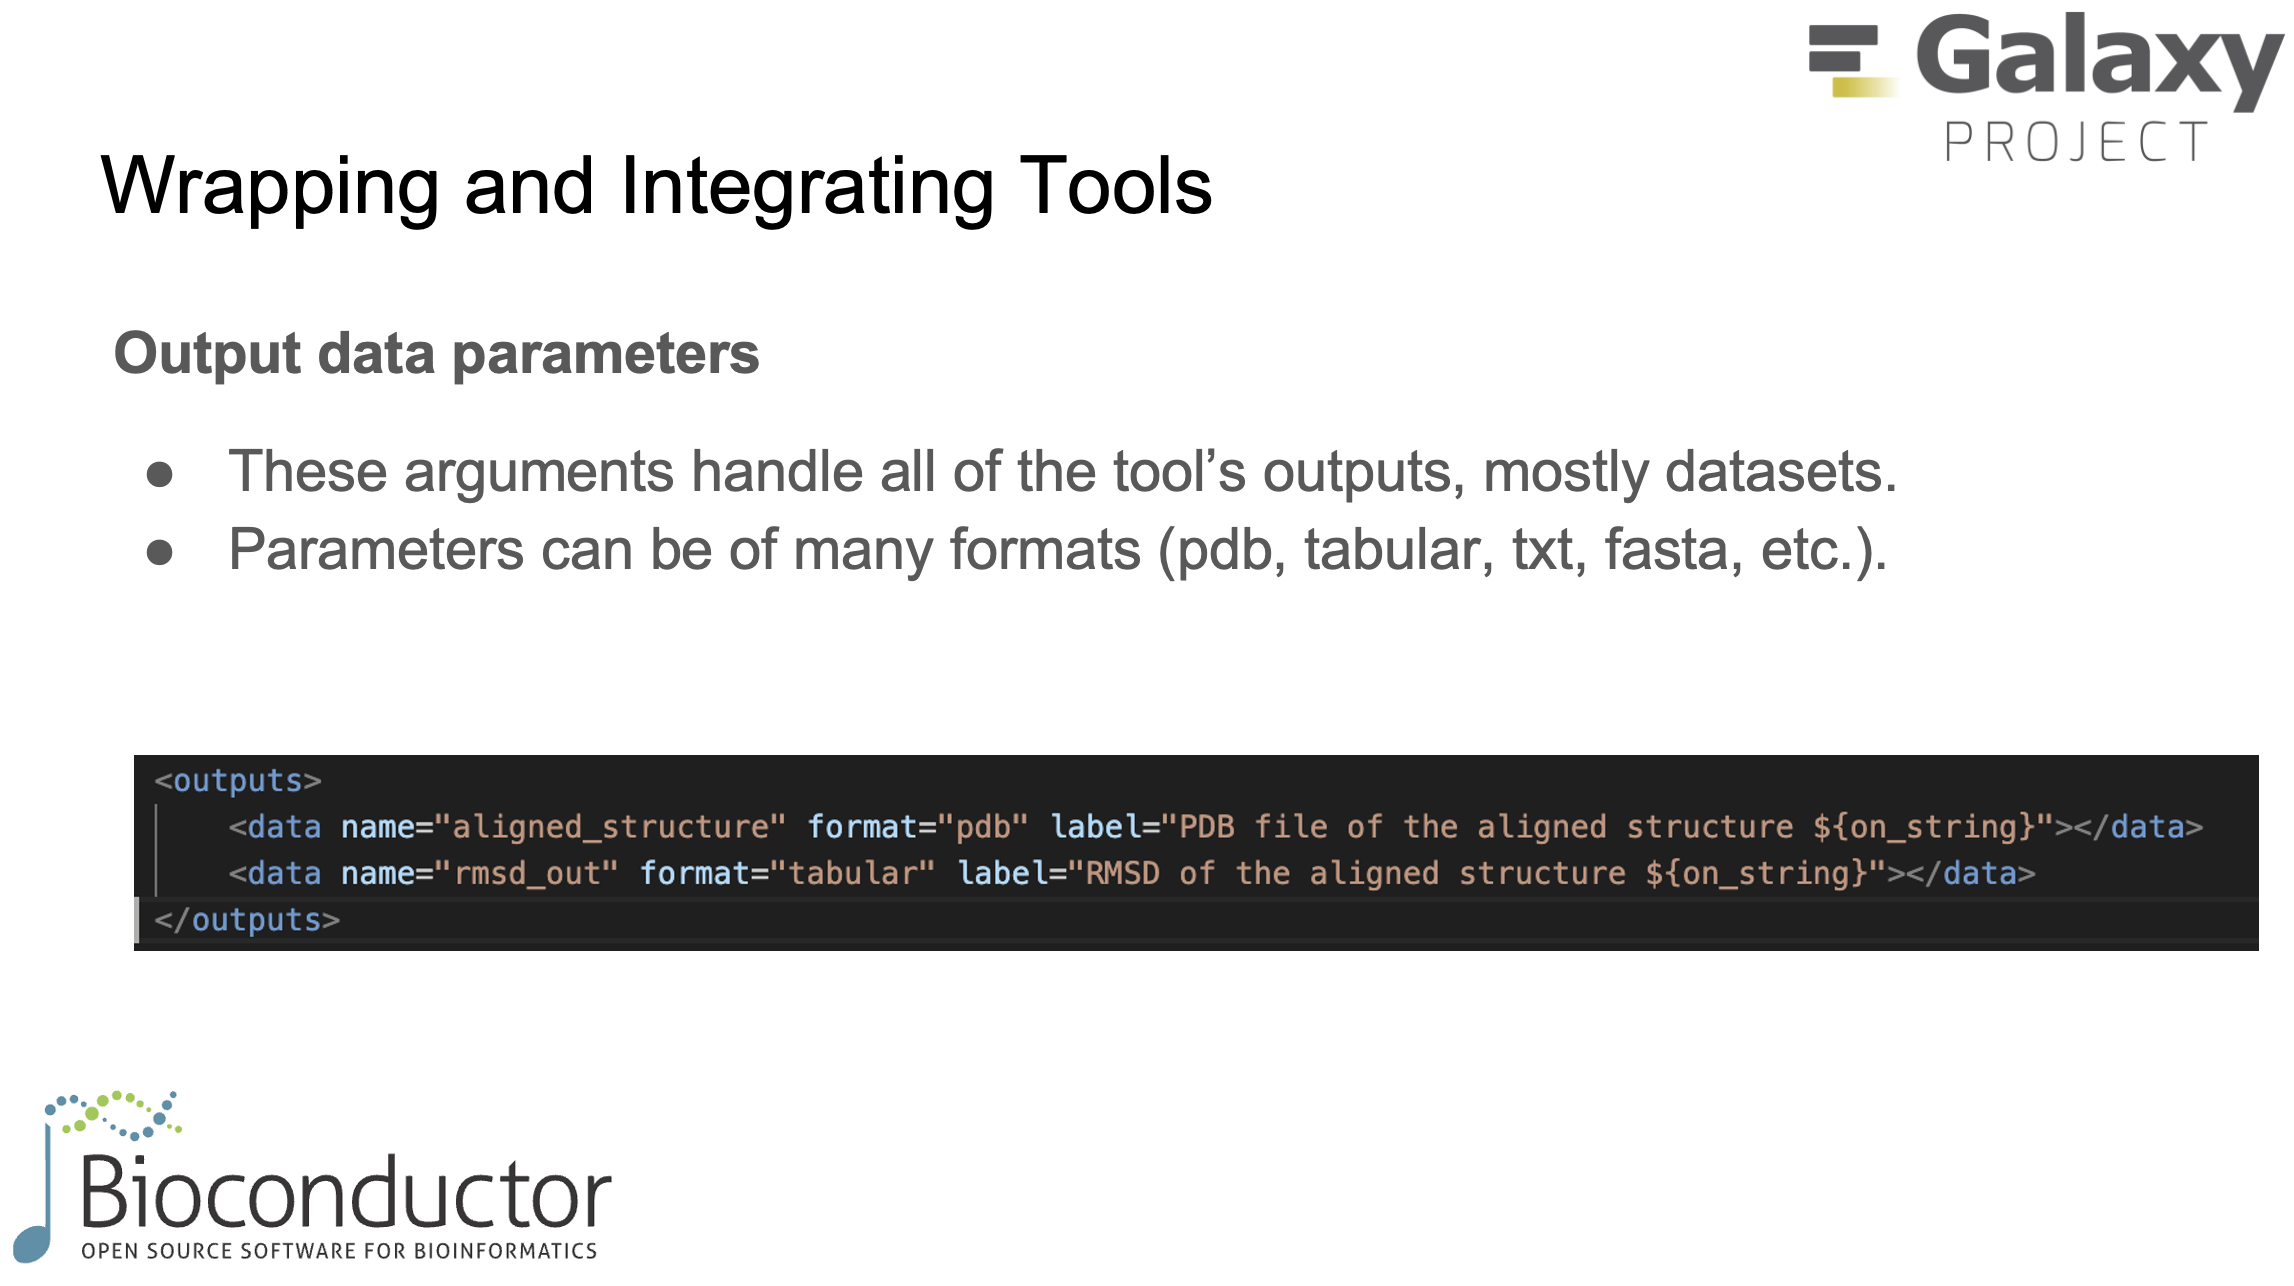 Galaxy
PROJECT
Wrapping and Integrating Tools
Output data parameters
● These arguments handle all of the tool’s outputs, mostly datasets.
● Parameters can be of many formats (pdb, tabular, txt, fasta, etc.).
<outputs>
    <data name="aligned_structure" format="pdb" label="PDB file of the aligned structure ${on_string}"></data>
    <data name="rmsd_out" format="tabular" label="RMSD of the aligned structure ${on_string}"></data>
</outputs>
Bioconductor
OPEN SOURCE SOFTWARE FOR BIOINFORMATICS